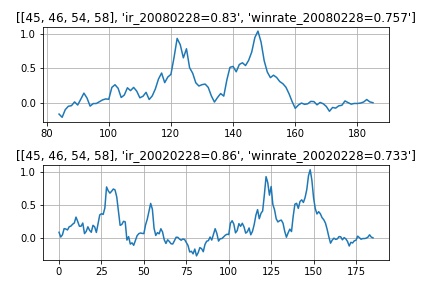 [[45, 46, 54, 58], 'ir_20080228=0.83', 'winrate_20080228=0.757']
1.0
0.5
0.0
80 100 120 140 160 180
[[45, 46, 54, 58], 'ir_20020228=0.86', 'winrate_20020228=0.733']
1.0
0.5
0.0
0 25 50 75 100 125 150 175